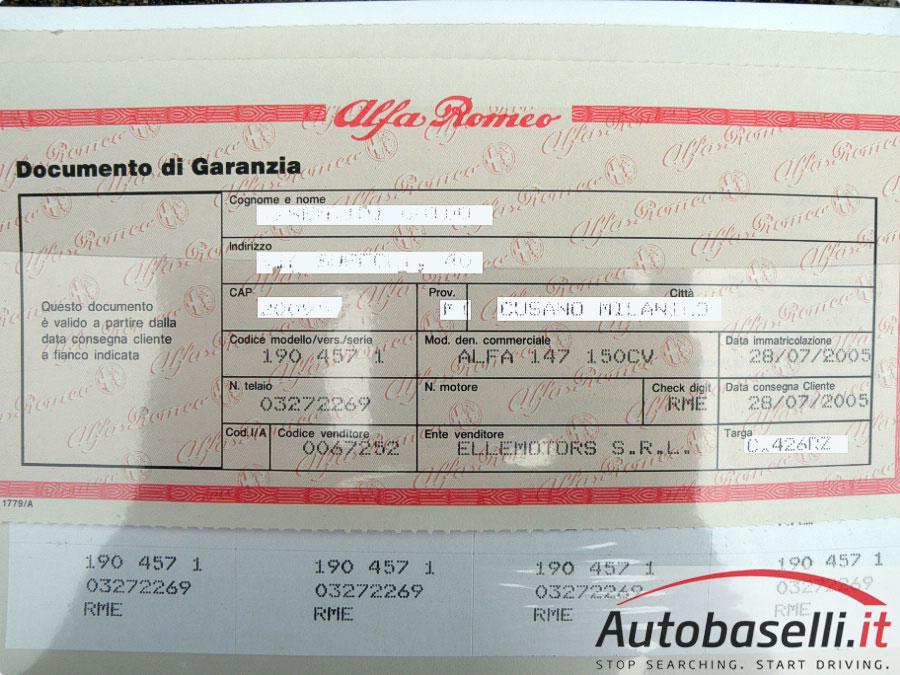 Alfa Romeo
Documento di Garanzia
Cognome e nome
Indirizzo
Questo documento
è valido a partire dalla
data consegna cliente
a fianco indicata
CAP. Prov. Città
CUSANO MILANINO
Codice modello/vers./serie Mod. den. commerciale Data immatricolazione
190 457 1 ALFA 147 150CV 28/07/2005
N. telaio N. motore Check digit Data consegna Cliente
03272269 RME 28/07/2005
Cod.I/A Codice venditore Ente venditore Targa
0067252 ELLEMOTORS S.R.L.
1779/A
190 457 1 190 457 1 190 457 1 190 457 1
03272269 03272269 03272269 03272269
RME RME RME RME
Autobaselli.it
STOP SEARCHING. START DRIVING.